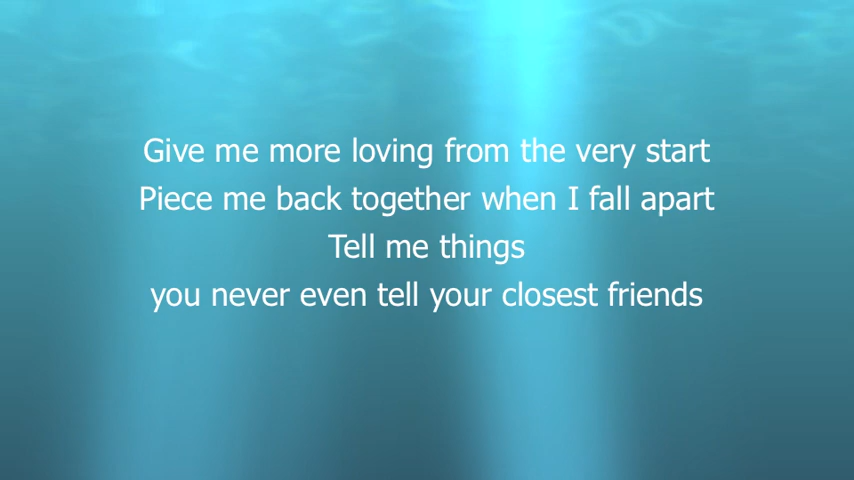 Give me more loving from the very start
Piece me back together when I fall apart
Tell me things
you never even tell your closest friends